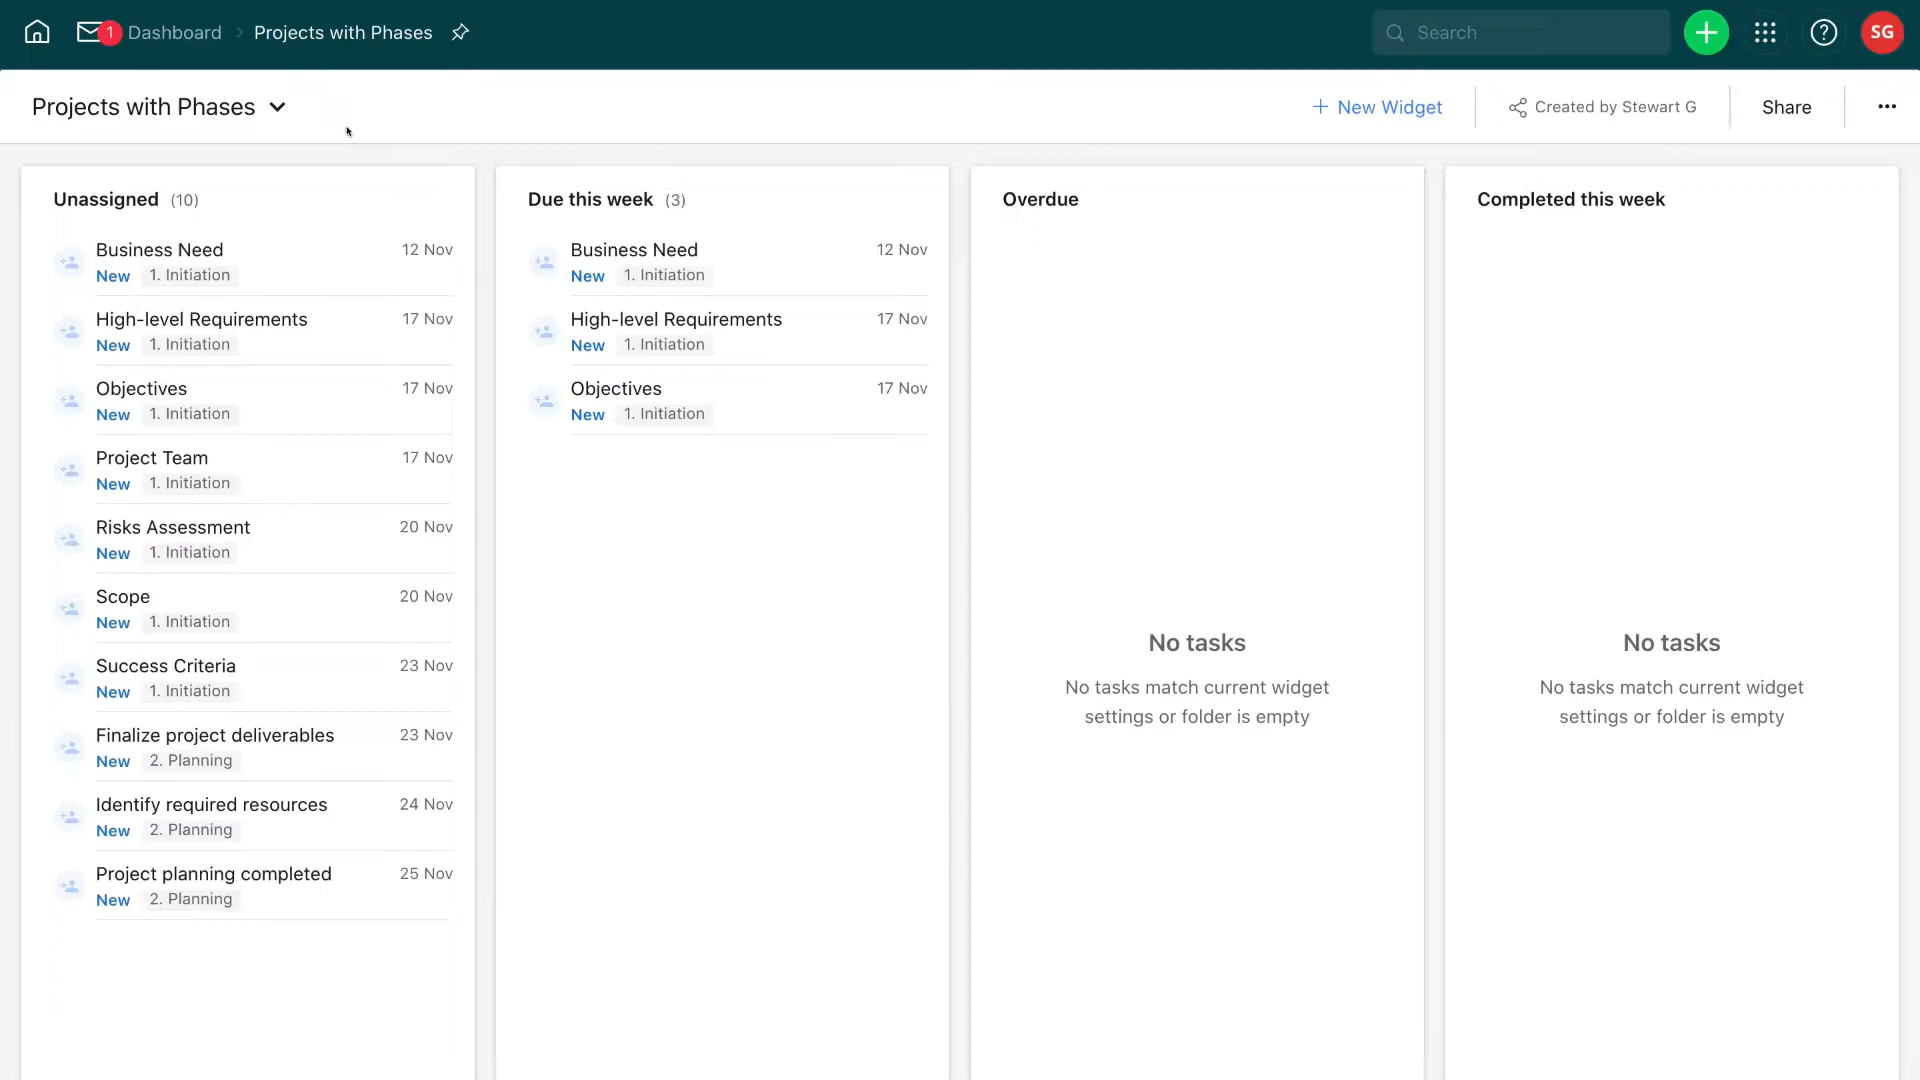 1 Dashboard > Projects with Phases
Search
SG
Projects with Phases
+ New Widget
Created by Stewart G
Share
Unassigned (10)
Business Need 12 Nov
New 1. Initiation
High-level Requirements 17 Nov
New 1. Initiation
Objectives 17 Nov
New 1. Initiation
Project Team 17 Nov
New 1. Initiation
Risks Assessment 20 Nov
New 1. Initiation
Scope 20 Nov
New 1. Initiation
Success Criteria 23 Nov
New 1. Initiation
Finalize project deliverables 23 Nov
New 2. Planning
Identify required resources 24 Nov
New 2. Planning
Project planning completed 25 Nov
New 2. Planning
Due this week (3)
Business Need 12 Nov
New 1. Initiation
High-level Requirements 17 Nov
New 1. Initiation
Objectives 17 Nov
New 1. Initiation
Overdue
No tasks
No tasks match current widget
settings or folder is empty
Completed this week
No tasks
No tasks match current widget
settings or folder is empty